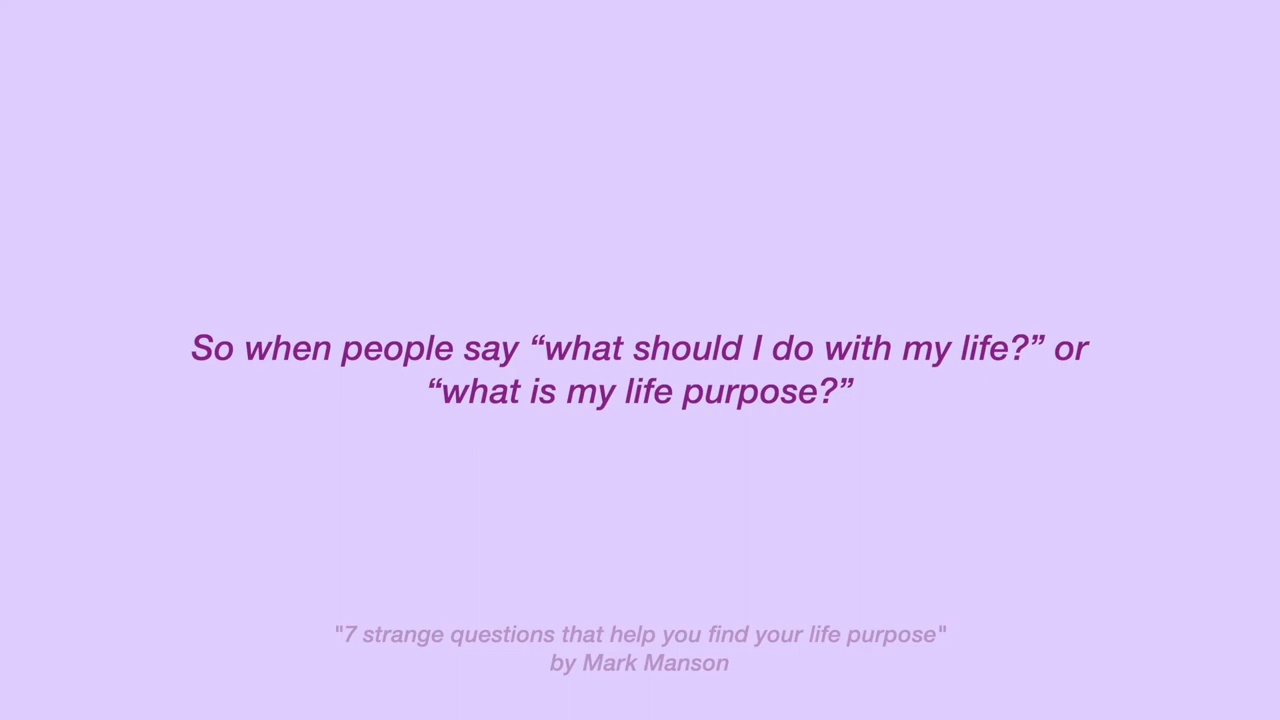 So when people say “what should I do with my life?” or
“what is my life purpose?”
"7 strange questions that help you find your life purpose"
by Mark Manson